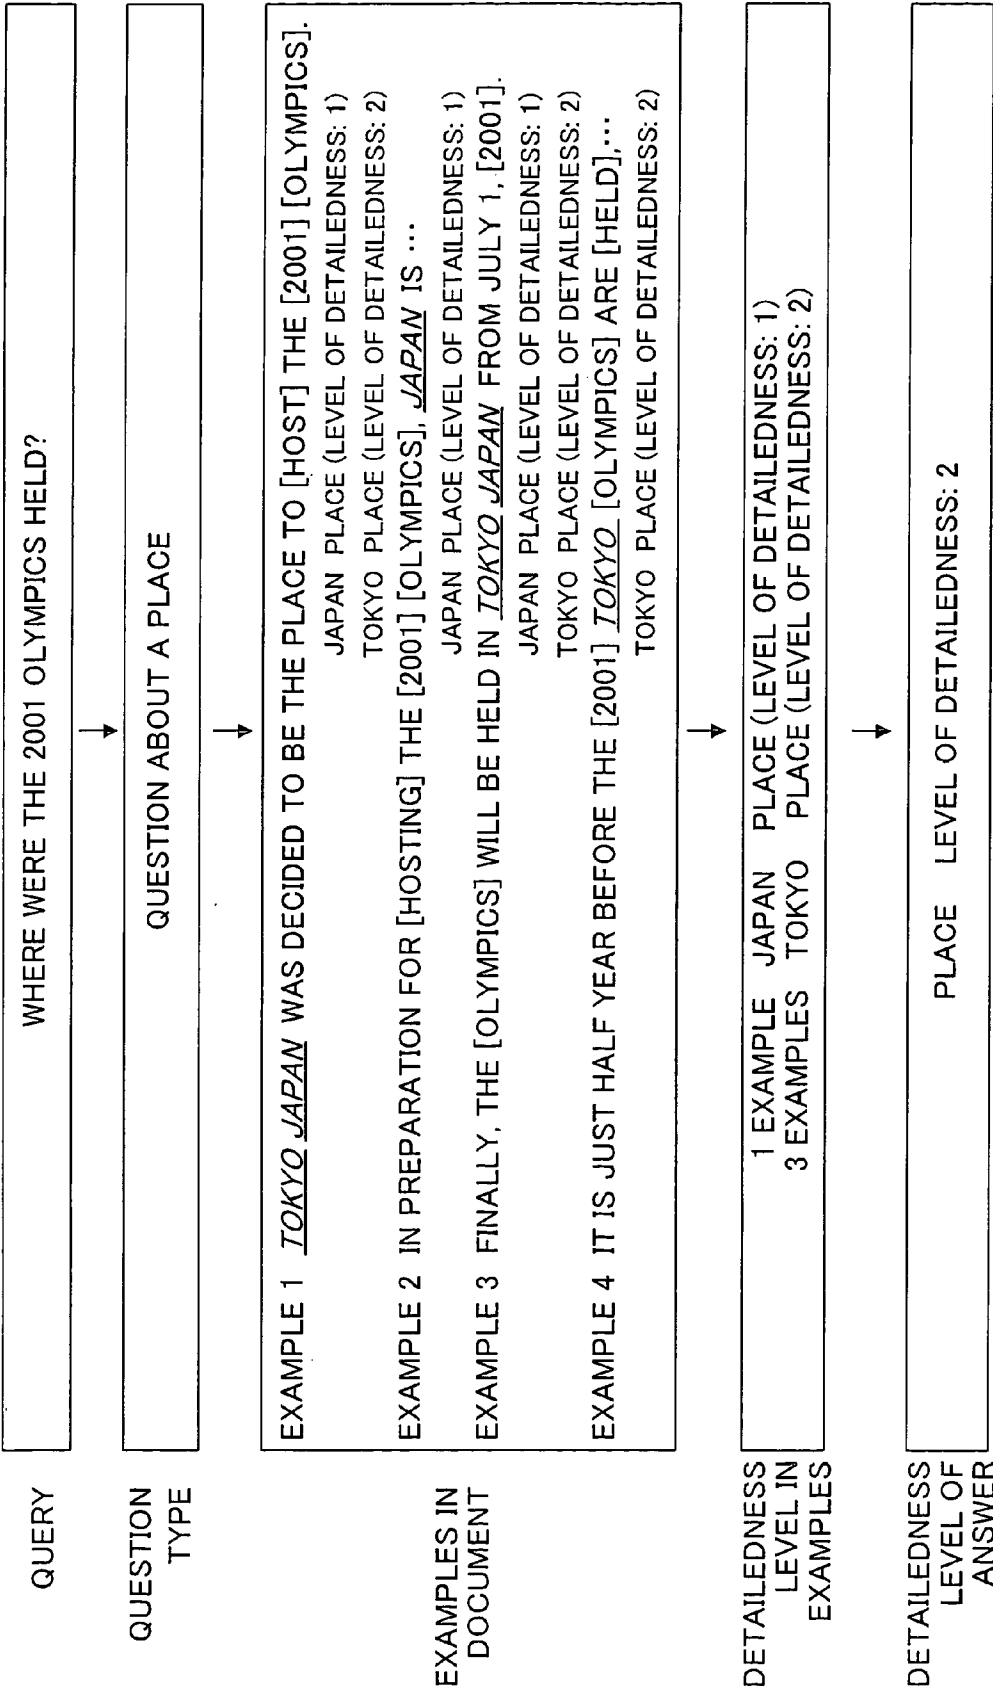 QUERY
WHERE WERE THE 2001 OLYMPICS HELD?
QUESTION
TYPE
QUESTION ABOUT A PLACE
EXAMPLES IN
DOCUMENT
EXAMPLE 1 TOKYO JAPAN WAS DECIDED TO BE THE PLACE TO [HOST] THE [2001] [OLYMPICS].
JAPAN PLACE (LEVEL OF DETAILEDNESS: 1)
TOKYO PLACE (LEVEL OF DETAILEDNESS: 2)
EXAMPLE 2 IN PREPARATION FOR [HOSTING] THE [2001] [OLYMPICS], JAPAN IS ···
JAPAN PLACE (LEVEL OF DETAILEDNESS: 1)
EXAMPLE 3 FINALLY, THE [OLYMPICS] WILL BE HELD IN TOKYO JAPAN FROM JULY 1, [2001].
JAPAN PLACE (LEVEL OF DETAILEDNESS: 1)
TOKYO PLACE (LEVEL OF DETAILEDNESS: 2)
EXAMPLE 4 IT IS JUST HALF YEAR BEFORE THE [2001] TOKYO [OLYMPICS] ARE [HELD],···
TOKYO PLACE (LEVEL OF DETAILEDNESS: 2)
DETAILEDNESS
LEVEL IN
EXAMPLES
1 EXAMPLE JAPAN PLACE (LEVEL OF DETAILEDNESS: 1)
3 EXAMPLES TOKYO PLACE (LEVEL OF DETAILEDNESS: 2)
DETAILEDNESS
LEVEL OF
ANSWER
PLACE LEVEL OF DETAILEDNESS: 2